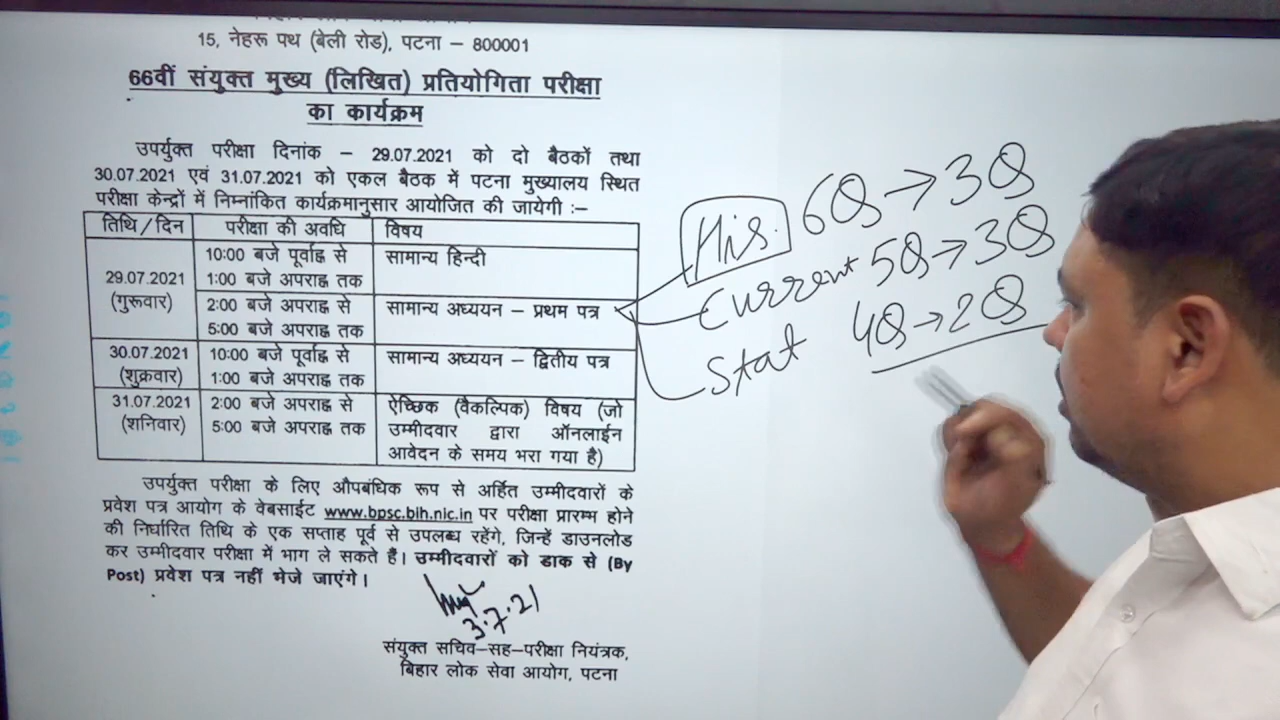 15, नेहरू पथ (बेली रोड), पटना – 800001
66वीं संयुक्त मुख्य (लिखित) प्रतियोगिता परीक्षा
का कार्यक्रम
उपर्युक्त परीक्षा दिनांक – 29.07.2021 को दो बैठकों तथा
30.07.2021 एवं 31.07.2021 को एकल बैठक में पटना मुख्यालय स्थित
परीक्षा केन्द्रों में निम्नांकित कार्यक्रमानुसार आयोजित की जायेगी :–
तिथि / दिन परीक्षा की अवधि विषय
29.07.2021
(गुरूवार)
10:00 बजे पूर्वाह्न से
1:00 बजे अपराह्न तक
सामान्य हिन्दी
2:00 बजे अपराह्न से
5:00 बजे अपराह्न तक
सामान्य अध्ययन – प्रथम पत्र
30.07.2021
(शुक्रवार)
10:00 बजे पूर्वाह्न से
1:00 बजे अपराह्न तक
सामान्य अध्ययन – द्वितीय पत्र
31.07.2021
(शनिवार)
2:00 बजे अपराह्न से
5:00 बजे अपराह्न तक
ऐच्छिक (वैकल्पिक) विषय (जो
उम्मीदवार द्वारा ऑनलाईन
आवेदन के समय भरा गया है)
उपर्युक्त परीक्षा के लिए औपबंधिक रूप से अर्हित उम्मीदवारों के
प्रवेश पत्र आयोग के वेबसाईट www.bpsc.bih.nic.in पर परीक्षा प्रारम्भ होने
की निर्धारित तिथि के एक सप्ताह पूर्व से उपलब्ध रहेंगे, जिन्हें डाउनलोड
कर उम्मीदवार परीक्षा में भाग ले सकते हैं। उम्मीदवारों को डाक से (By
Post) प्रवेश पत्र नहीं भेजे जाएंगे।
3.7.21
संयुक्त सचिव–सह–परीक्षा नियंत्रक,
बिहार लोक सेवा आयोग, पटना
His. 6Q → 3Q
Current 5Q → 3Q
Stat 4Q → 2Q